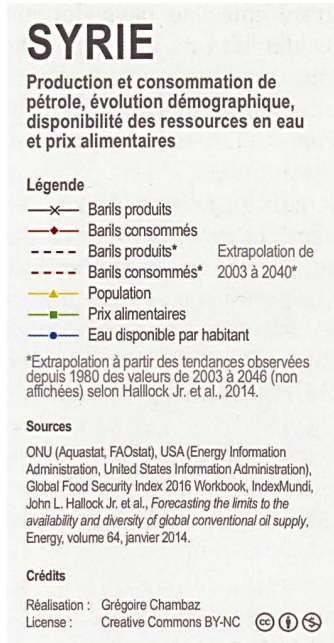 SYRIE
Production et consommation de
pétrole, évolution démographique,
disponibilité des ressources en eau
et prix alimentaires
Légende
Barils produits
Barils consommés
Barils produits* Extrapolation de
Barils consommés* 2003 à 2040*
Population
Prix alimentaires
Eau disponible par habitant
*Extrapolation à partir des tendances observées
depuis 1980 des valeurs de 2003 à 2046 (non
affichées) selon Halllock Jr. et al., 2014.
Sources
ONU (Aquastat, FAOstat), USA (Energy Information
Administration, United States Information Administration),
Global Food Security Index 2016 Workbook, IndexMundi,
John L. Hallock Jr. et al., Forecasting the limits to the
availability and diversity of global conventional oil supply,
Energy, volume 64, janvier 2014.
Crédits
Réalisation : Grégoire Chambaz
License : Creative Commons BY-NC